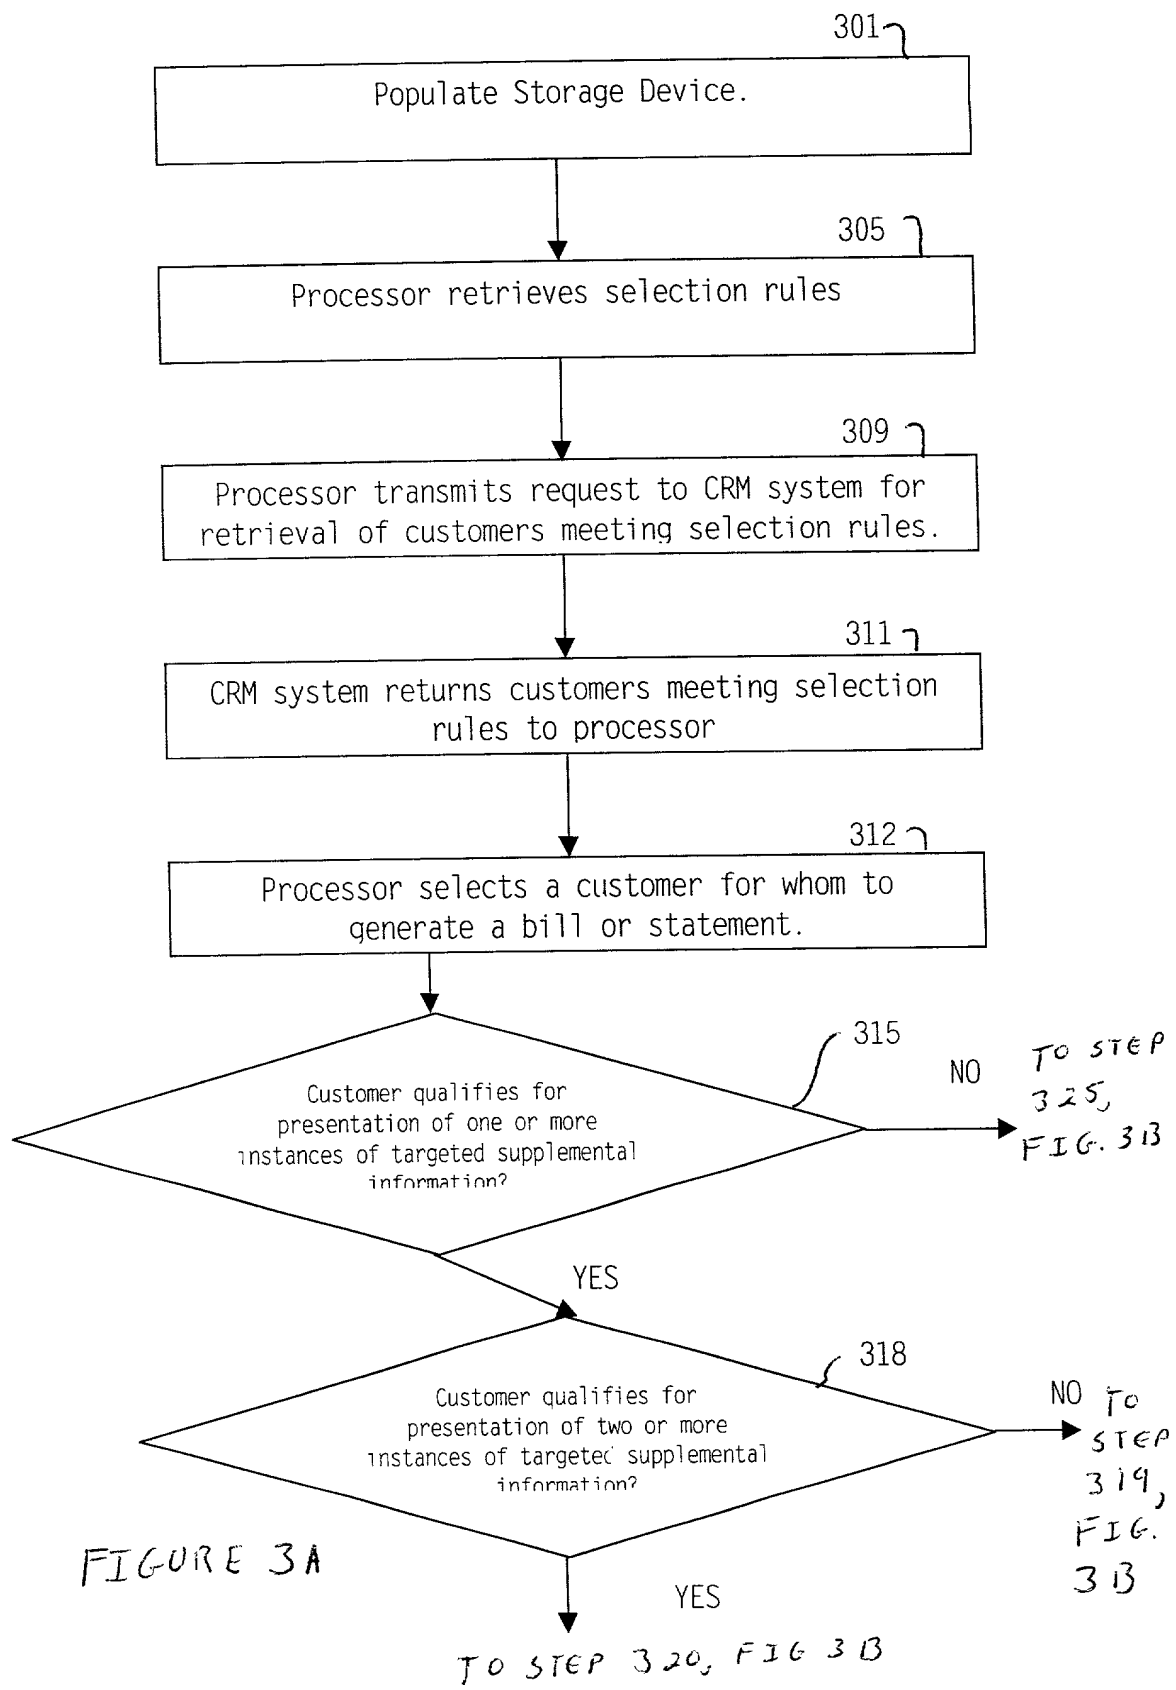 301
Populate Storage Device.
305
Processor retrieves selection rules
309
Processor transmits request to CRM system for
retrieval of customers meeting selection rules.
311
CRM system returns customers meeting selection
rules to processor
312
Processor selects a customer for whom to
generate a bill or statement.
315
Customer qualifies for
presentation of one or more
instances of targeted supplemental
information?
NO
TO STEP
325,
FIG. 3B
YES
318
Customer qualifies for
presentation of two or more
instances of targeted supplemental
information?
NO
TO
STEP
319,
FIG.
3B
FIGURE 3A
YES
TO STEP 320, FIG 3B